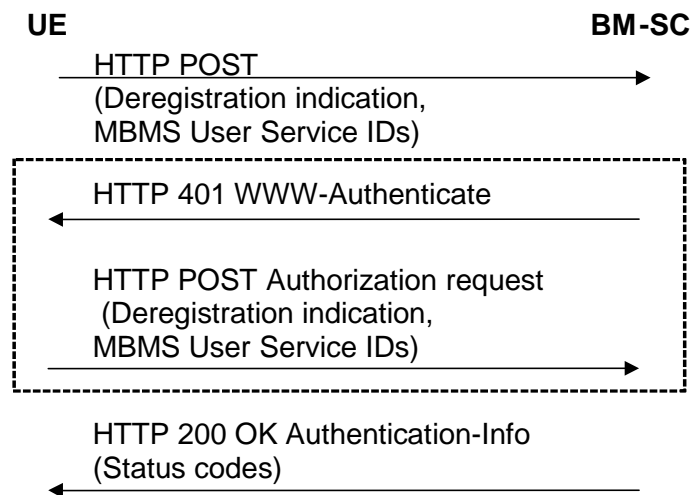 UE BM-SC
HTTP POST
(Deregistration indication,
MBMS User Service IDs)
HTTP 401 WWW-Authenticate
HTTP POST Authorization request
(Deregistration indication,
MBMS User Service IDs)
HTTP 200 OK Authentication-Info
(Status codes)